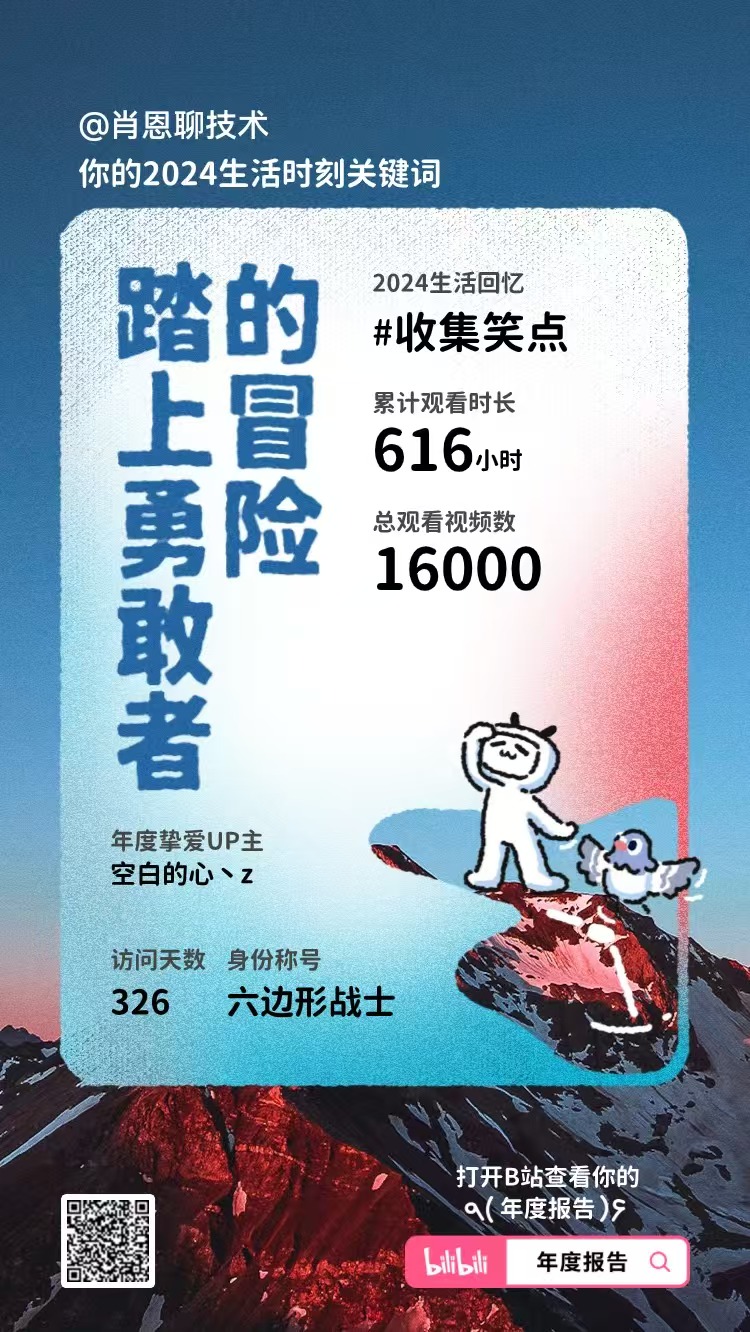 @肖恩聊技术
你的2024生活时刻关键词
踏上勇敢者
的冒险
2024生活回忆
#收集笑点
累计观看时长
616小时
总观看视频数
16000
年度挚爱UP主
空白的心丶z
访问天数 身份称号
326 六边形战士
打开B站查看你的
٩(年度报告)۶
bilibili 年度报告